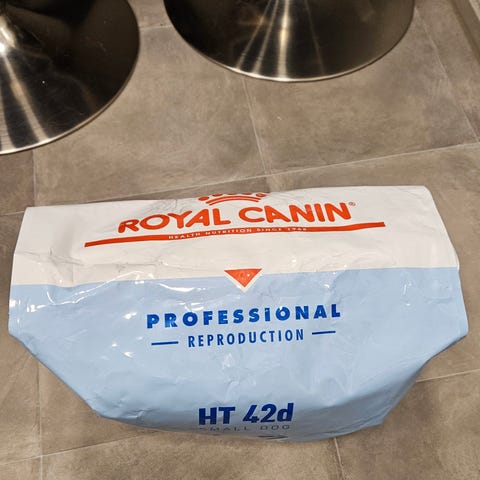 ROYAL CANIN®
HEALTH NUTRITION SINCE 1968
PROFESSIONAL
— REPRODUCTION —
HT 42d
SMALL DOG